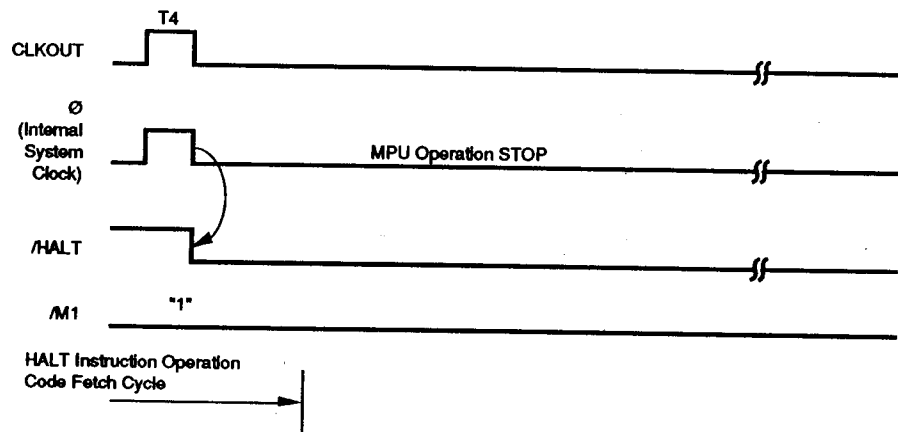 T4
CLKOUT
Ø
(Internal
System
Clock)
MPU Operation STOP
/HALT
/M1
"1"
HALT Instruction Operation
Code Fetch Cycle